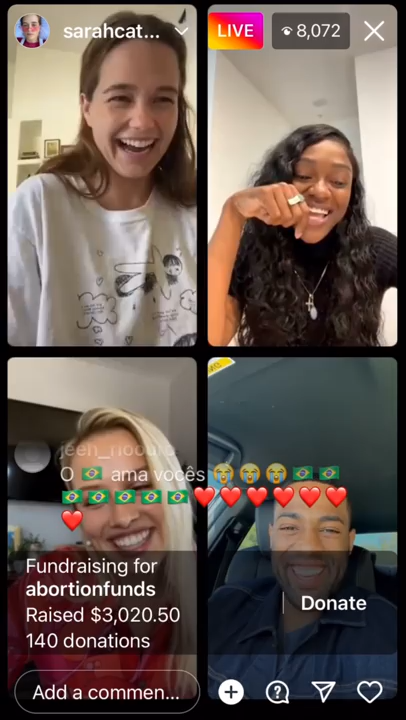 sarahcat...
LIVE
8,072
O 🇧🇷 ama vocês 😭😭😭🇧🇷🇧🇷
🇧🇷🇧🇷🇧🇷🇧🇷🇧🇷❤️❤️❤️❤️❤️❤️
❤️
Fundraising for
abortionfunds
Raised $3,020.50
140 donations
Donate
Add a commen...